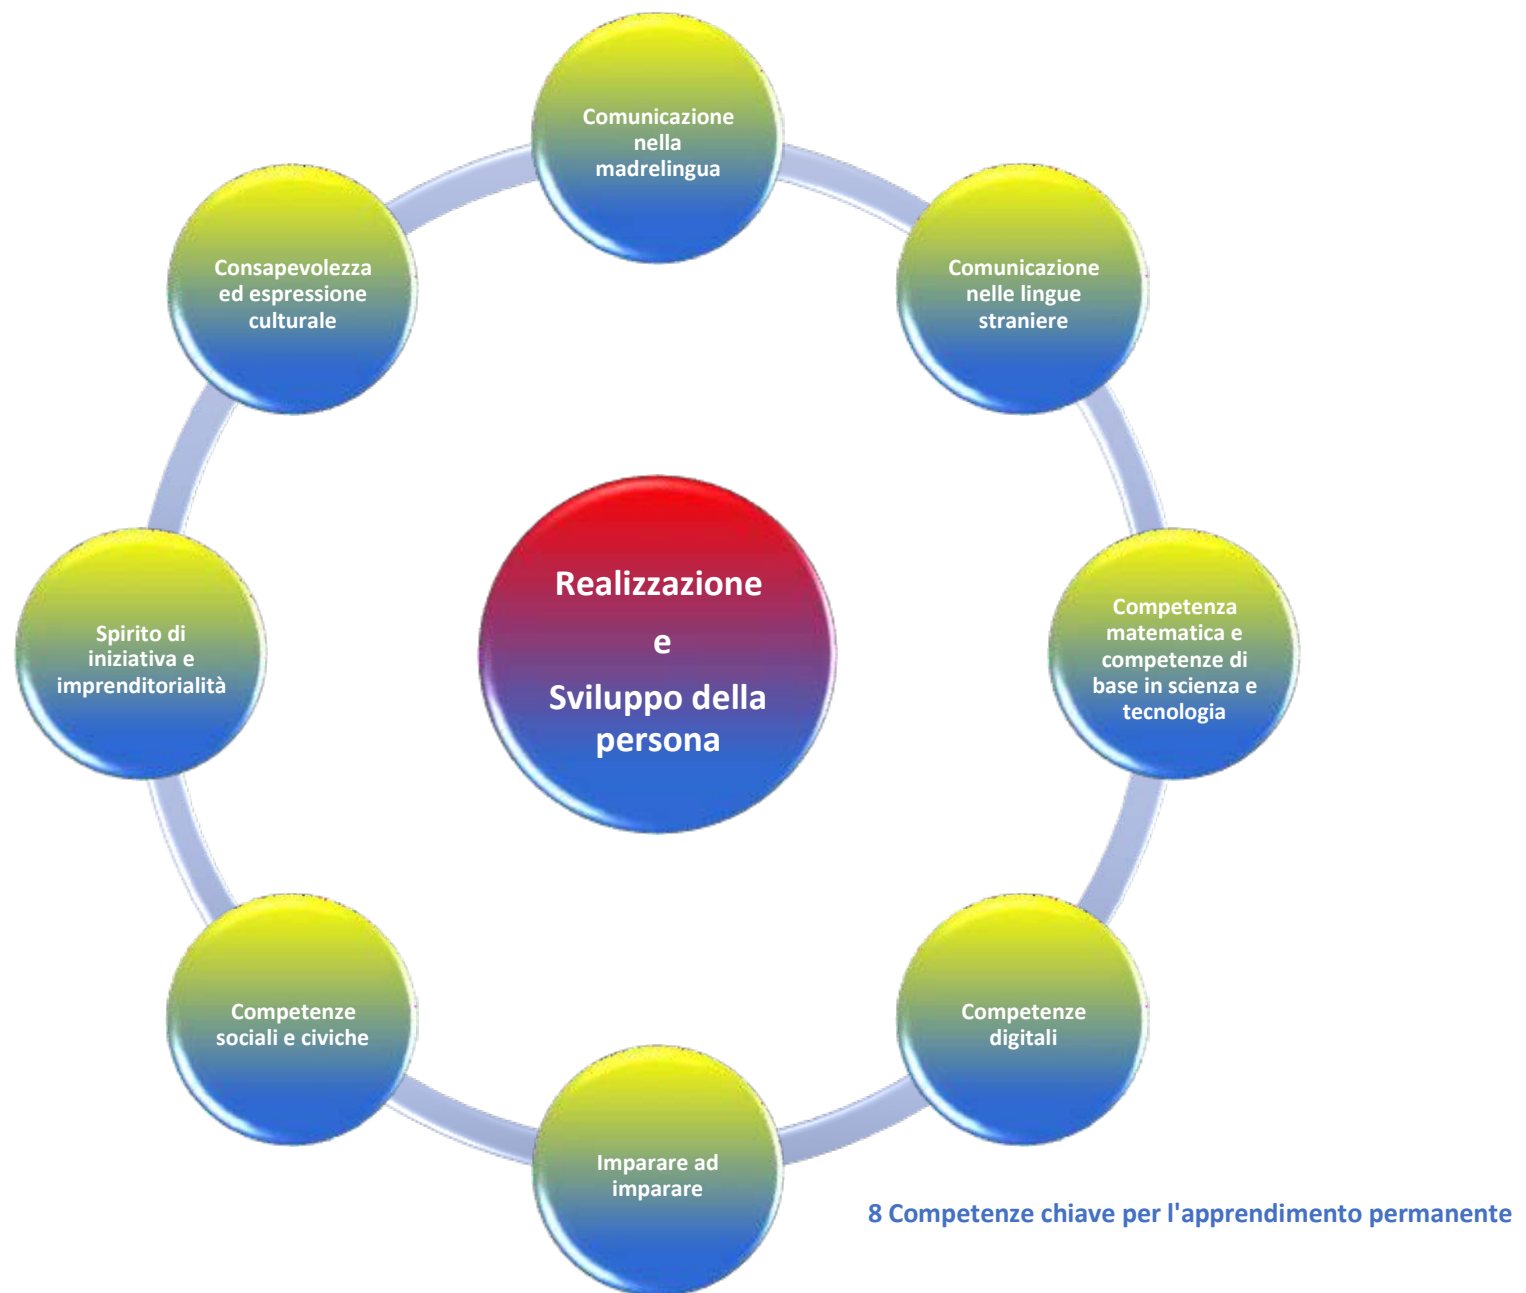 Comunicazione
nella
madrelingua
Comunicazione
nelle lingue
straniere
Competenza
matematica e
competenze di
base in scienza e
tecnologia
Competenze
digitali
Imparare ad
imparare
Competenze
sociali e civiche
Spirito di
iniziativa e
imprenditorialità
Consapevolezza
ed espressione
culturale
Realizzazione
e
Sviluppo della
persona
8 Competenze chiave per l'apprendimento permanente